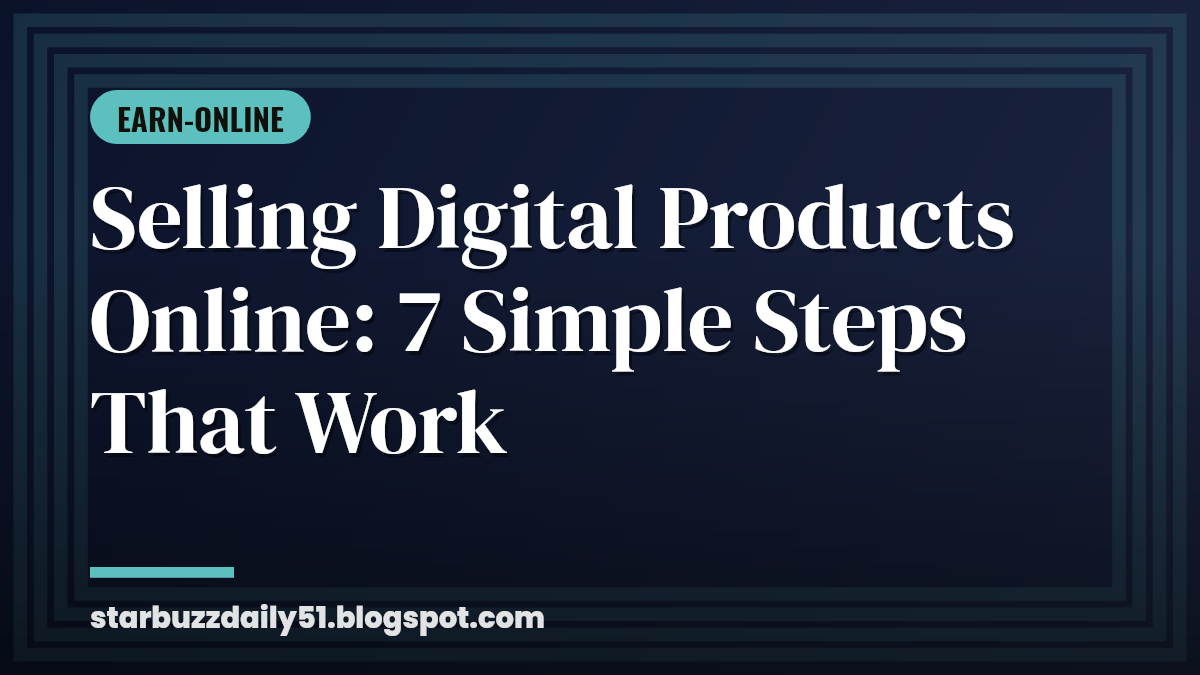 EARN-ONLINE
Selling Digital Products
Online: 7 Simple Steps
That Work
starbuzzdaily51.blogspot.com